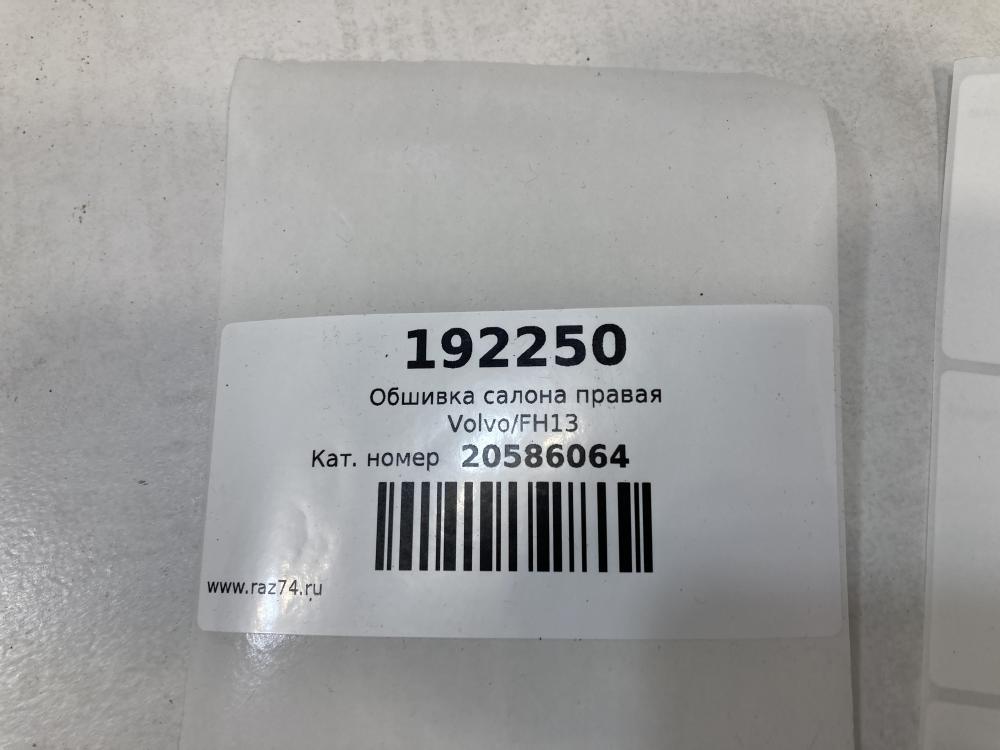 192250
Обшивка салона правая
Volvo/FH13
Кат. номер 20586064
www.raz74.ru